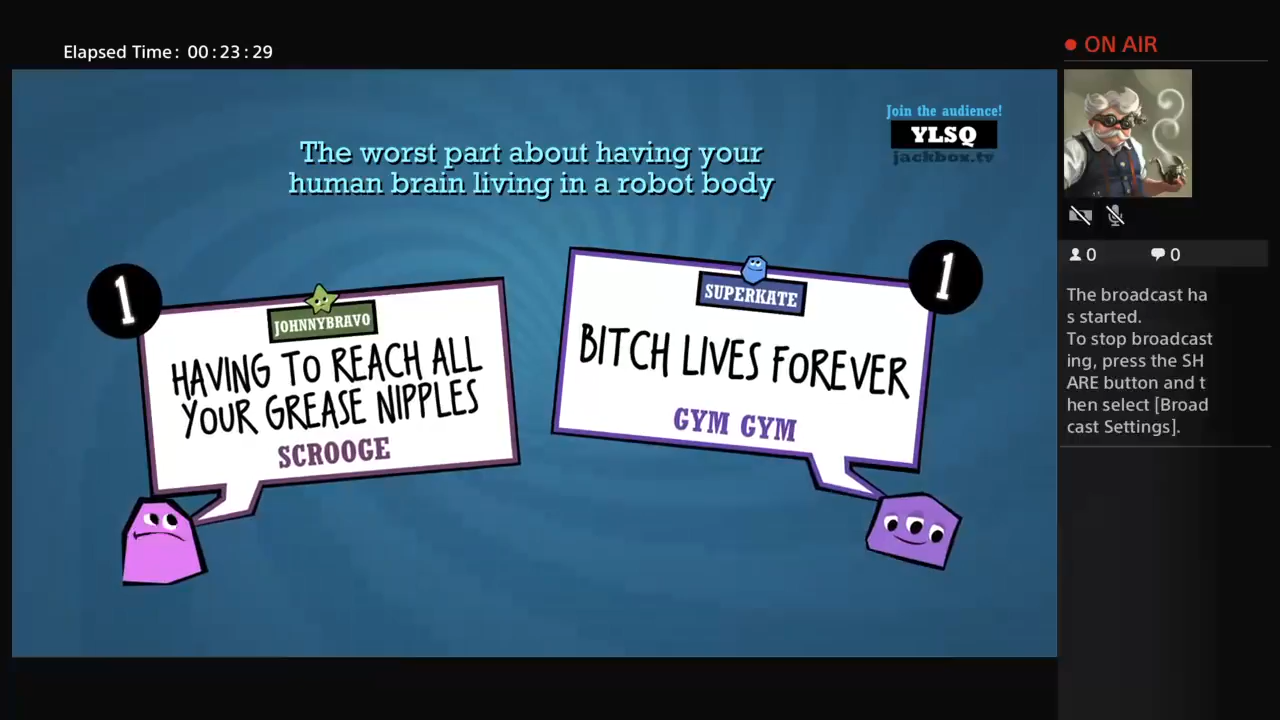 Elapsed Time: 00:23:29
ON AIR
Join the audience!
YLSQ
jackbox.tv
The worst part about having your
human brain living in a robot body
1
JOHNNYBRAVO
HAVING TO REACH ALL
YOUR GREASE NIPPLES
SCROOGE
1
SUPERKATE
BITCH LIVES FOREVER
GYM GYM
0
0
The broadcast ha
s started.
To stop broadcast
ing, press the SH
ARE button and t
hen select [Broad
cast Settings].